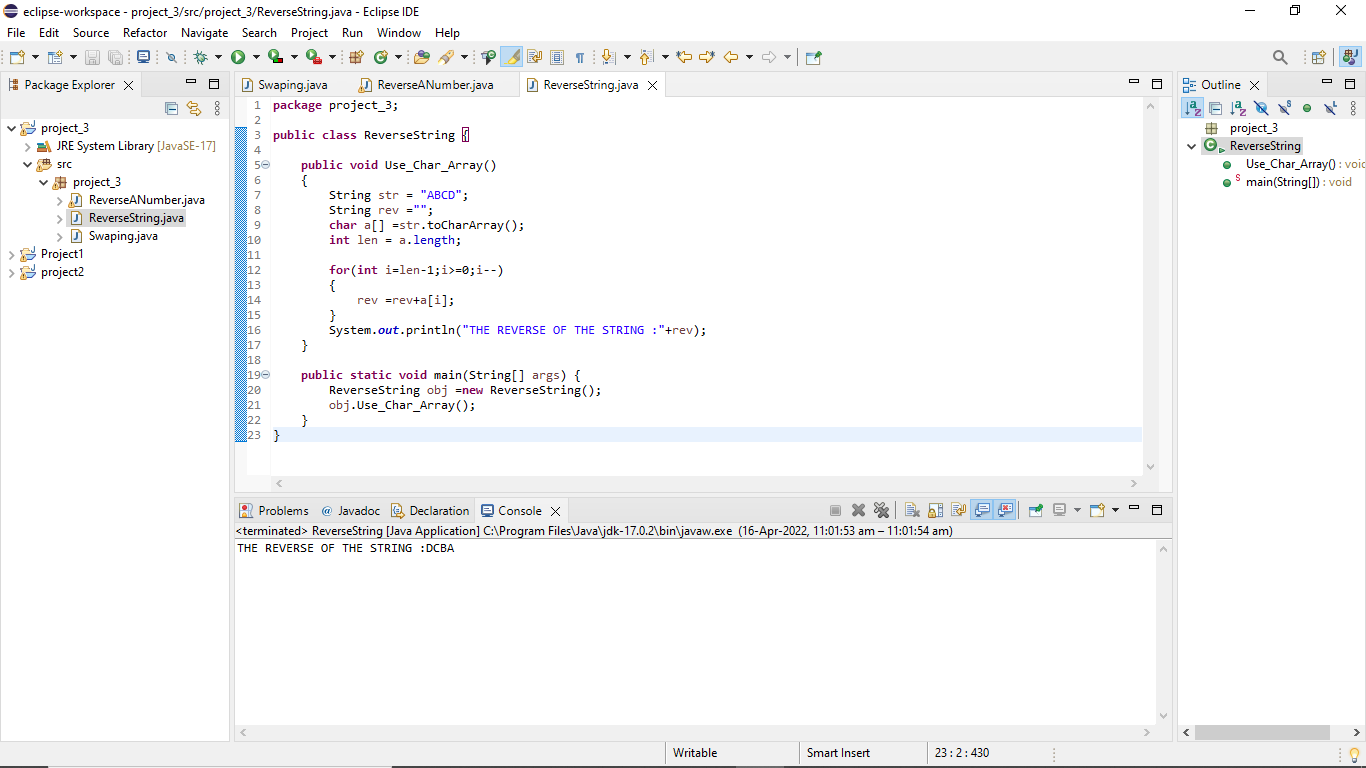 eclipse-workspace - project_3/src/project_3/ReverseString.java - Eclipse IDE
File Edit Source Refactor Navigate Search Project Run Window Help
Package Explorer
project_3
JRE System Library [JavaSE-17]
src
project_3
ReverseANumber.java
ReverseString.java
Swaping.java
Project1
project2
Swaping.java ReverseANumber.java ReverseString.java
1 package project_3;
2
3 public class ReverseString {
4
5 public void Use_Char_Array()
6 {
7 String str = "ABCD";
8 String rev ="";
9 char a[] =str.toCharArray();
10 int len = a.length;
11
12 for(int i=len-1;i>=0;i--)
13 {
14 rev =rev+a[i];
15 }
16 System.out.println("THE REVERSE OF THE STRING :"+rev);
17 }
18
19 public static void main(String[] args) {
20 ReverseString obj =new ReverseString();
21 obj.Use_Char_Array();
22 }
23 }
Outline
project_3
ReverseString
Use_Char_Array() : void
main(String[]) : void
Problems @ Javadoc Declaration Console
<terminated> ReverseString [Java Application] C:\Program Files\Java\jdk-17.0.2\bin\javaw.exe (16-Apr-2022, 11:01:53 am – 11:01:54 am)
THE REVERSE OF THE STRING :DCBA
Writable Smart Insert 23 : 2 : 430